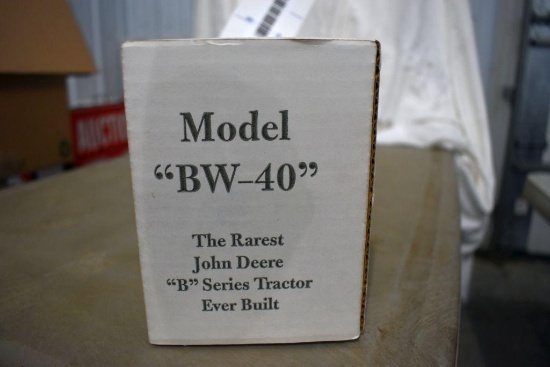 Model
“BW-40”
The Rarest
John Deere
“B” Series Tractor
Ever Built